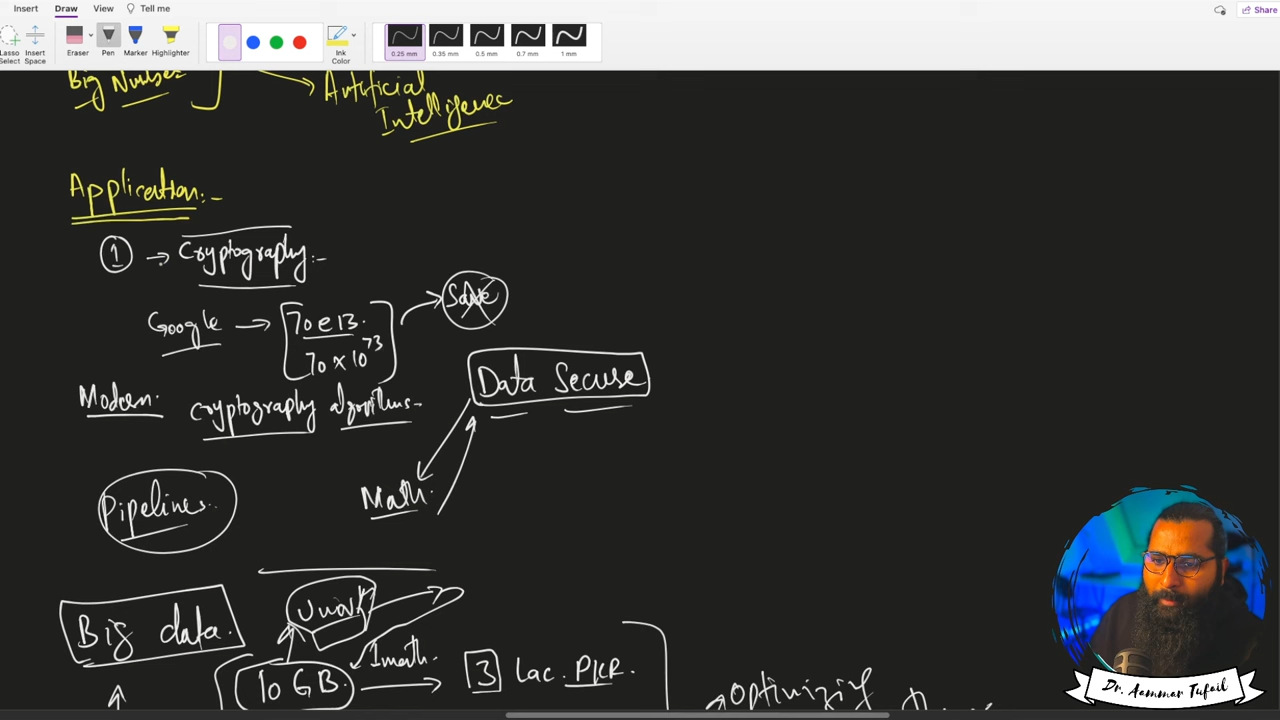 Insert Draw View Tell me Share
Lasso Select
Insert Space
Eraser
Pen
Marker
Highlighter
Ink Color
0.25 mm 0.35 mm 0.5 mm 0.7 mm 1 mm
Big Number
Artificial
Intelligence
Application:-
1 → Cryptography:-
Google → 70e13. → Save
70 x 10^73
Data Secure
Modern. cryptography algorithms-
Math.
Pipelines..
Big data.
1 math.
10 GB. → 3 Lac. PKR.
optimizing
Dr. Aammar Tufail